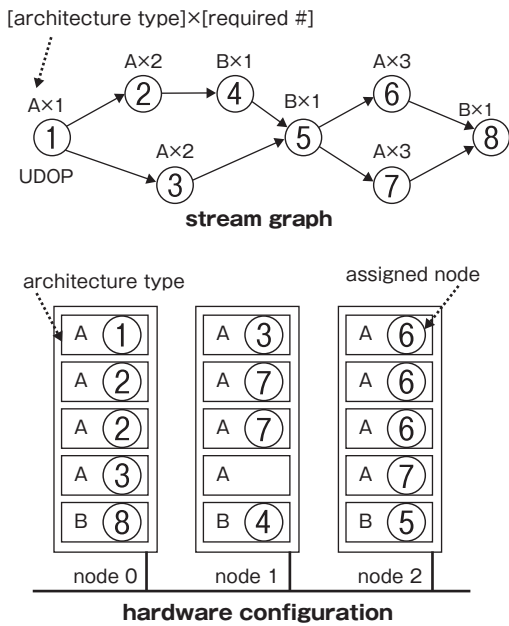 [architecture type]×[required #]
A×2 B×1 A×3
A×1 B×1 B×1
2 4 6
1 5 8
A×2 A×3
UDOP 3 7
stream graph
architecture type assigned node
A 1 A 3 A 6
A 2 A 7 A 6
A 2 A 7 A 6
A 3 A A 7
B 8 B 4 B 5
node 0 node 1 node 2
hardware configuration